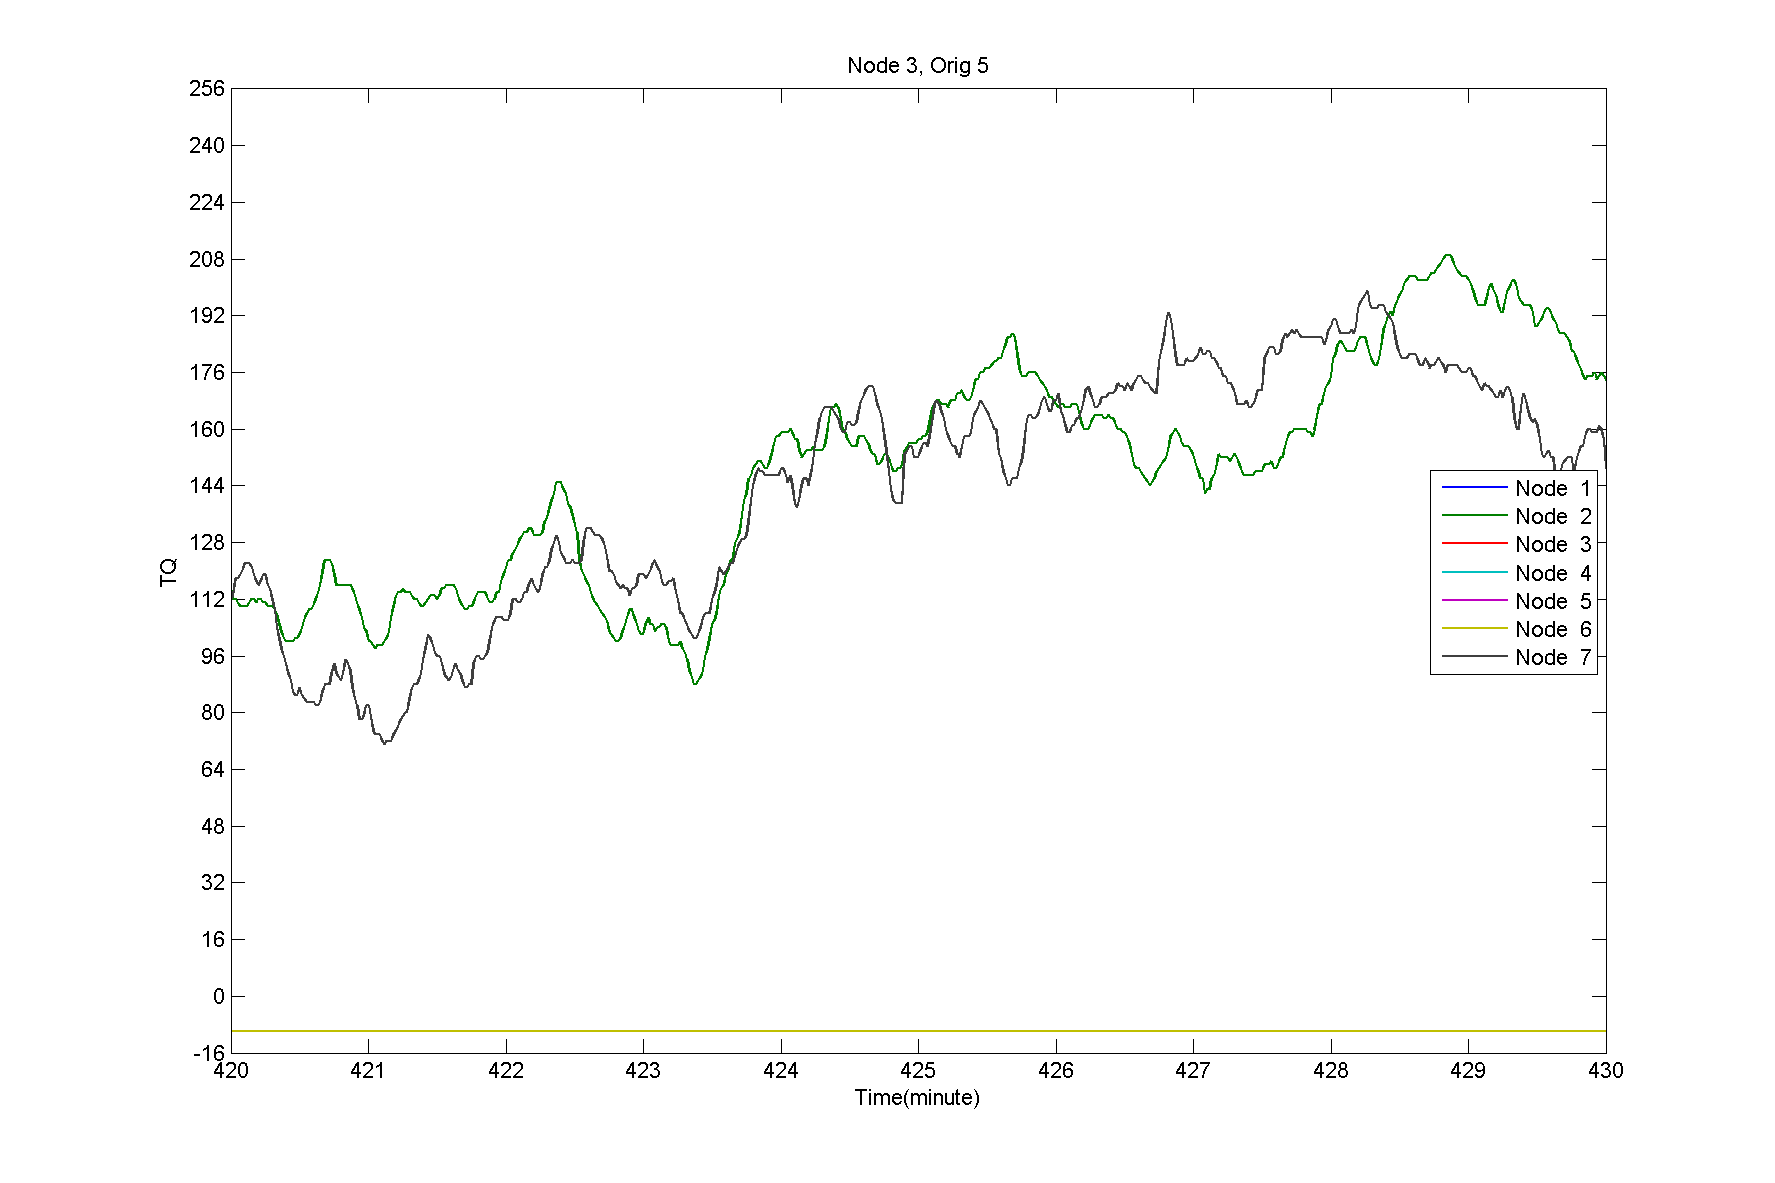 Node 3, Orig 5
256
240
224
208
192
176
160
144
128
112
96
80
64
48
32
16
0
-16
TQ
420 421 422 423 424 425 426 427 428 429 430
Time(minute)
Node 1
Node 2
Node 3
Node 4
Node 5
Node 6
Node 7